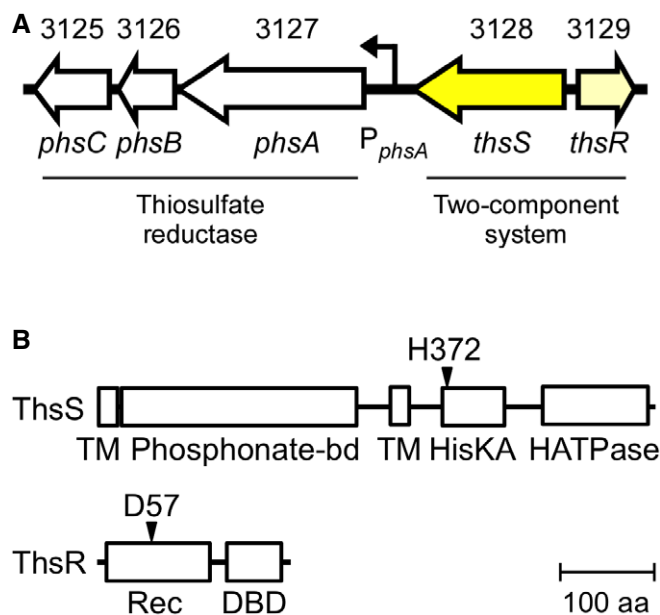 A
3125 3126 3127 3128 3129
phsC phsB phsA PphsA thsS thsR
Thiosulfate reductase
Two-component system
B
H372
ThsS
TM Phosphonate-bd TM HisKA HATPase
D57
ThsR
Rec DBD
100 aa